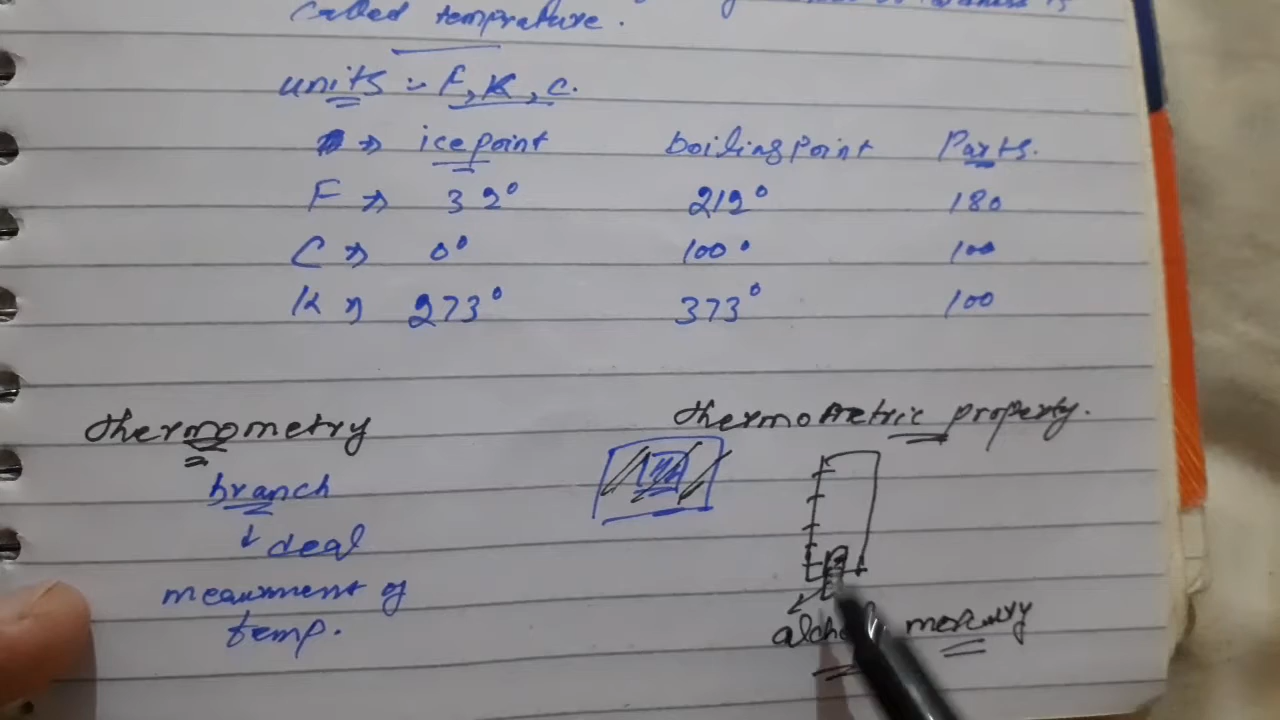 called temprature.
units :- F, K, C.
→ ice point boiling point Parts.
F → 32° 212° 180
C → 0° 100° 100
K → 273° 373° 100
thermometry
branch
↓ deal
meaurment of
temp.
thermometric property.
mercury